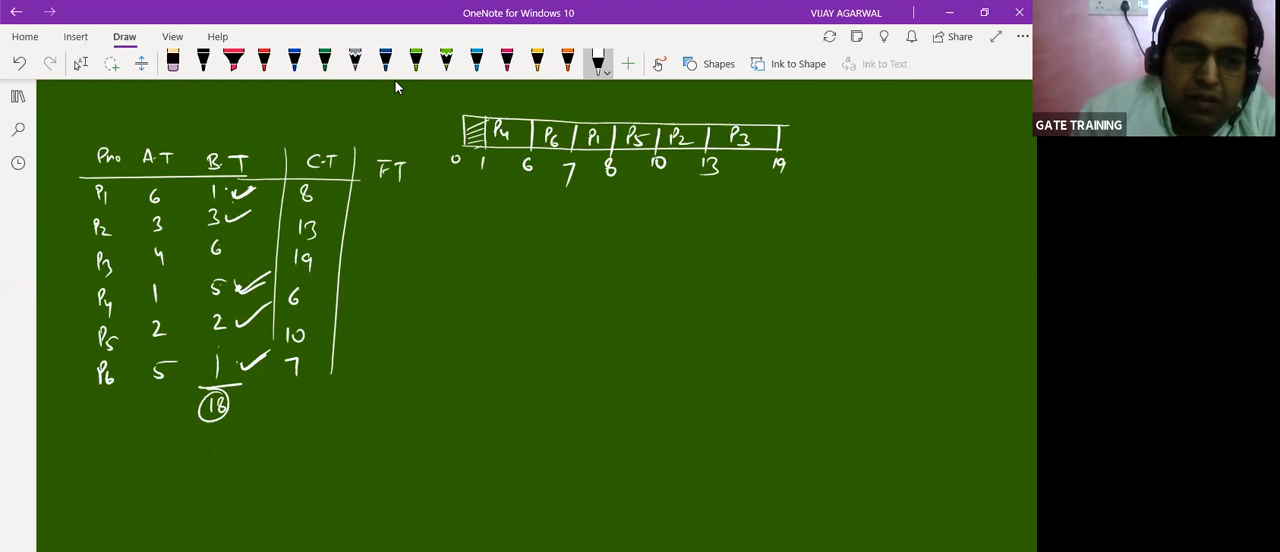 OneNote for Windows 10
VIJAY AGARWAL
Home Insert Draw View Help
Share
Shapes
Ink to Shape
Ink to Text
GATE TRAINING
P4 P6 P1 P5 P2 P3
0 1 6 7 8 10 13 19
Pno A.T B.T C.T FT
P1 6 1 8
P2 3 3 13
P3 4 6 19
P4 1 5 6
P5 2 2 10
P6 5 1 7
18